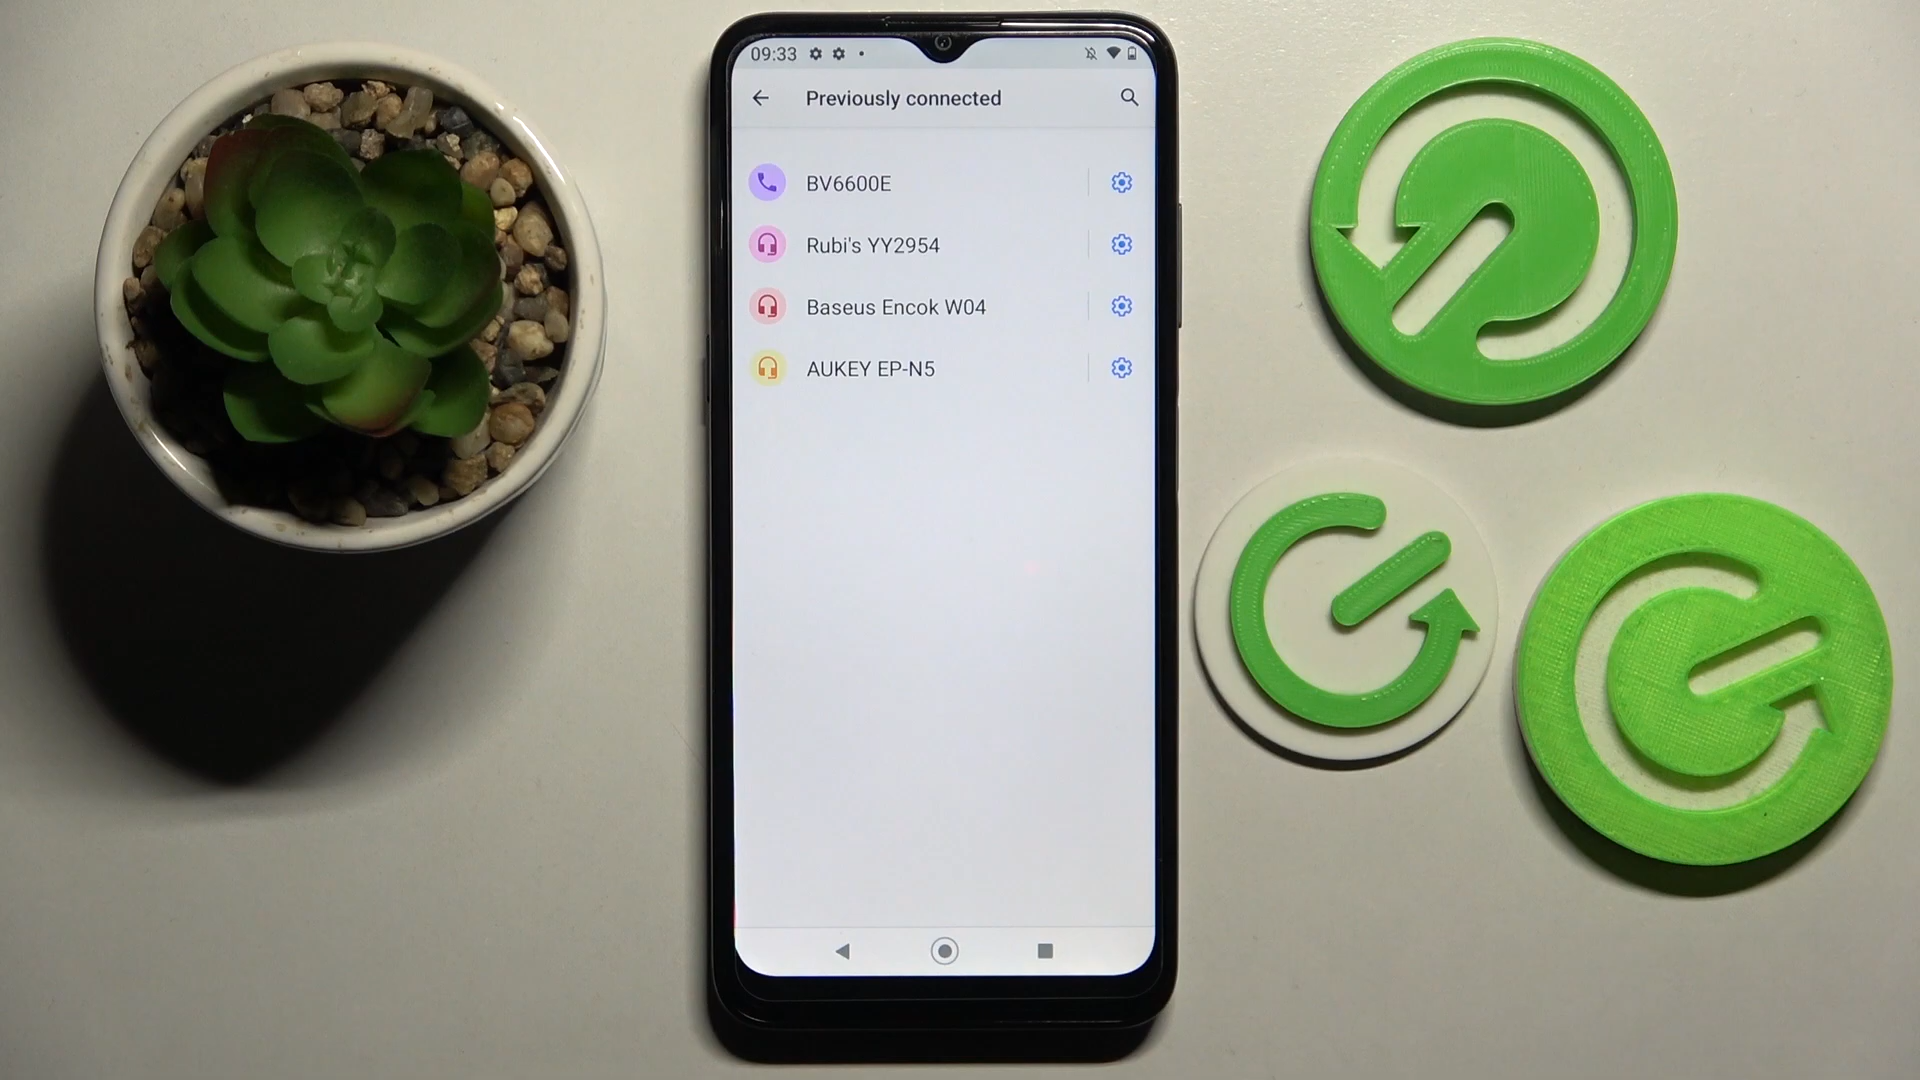 09:33
Previously connected
BV6600E
Rubi's YY2954
Baseus Encok W04
AUKEY EP-N5